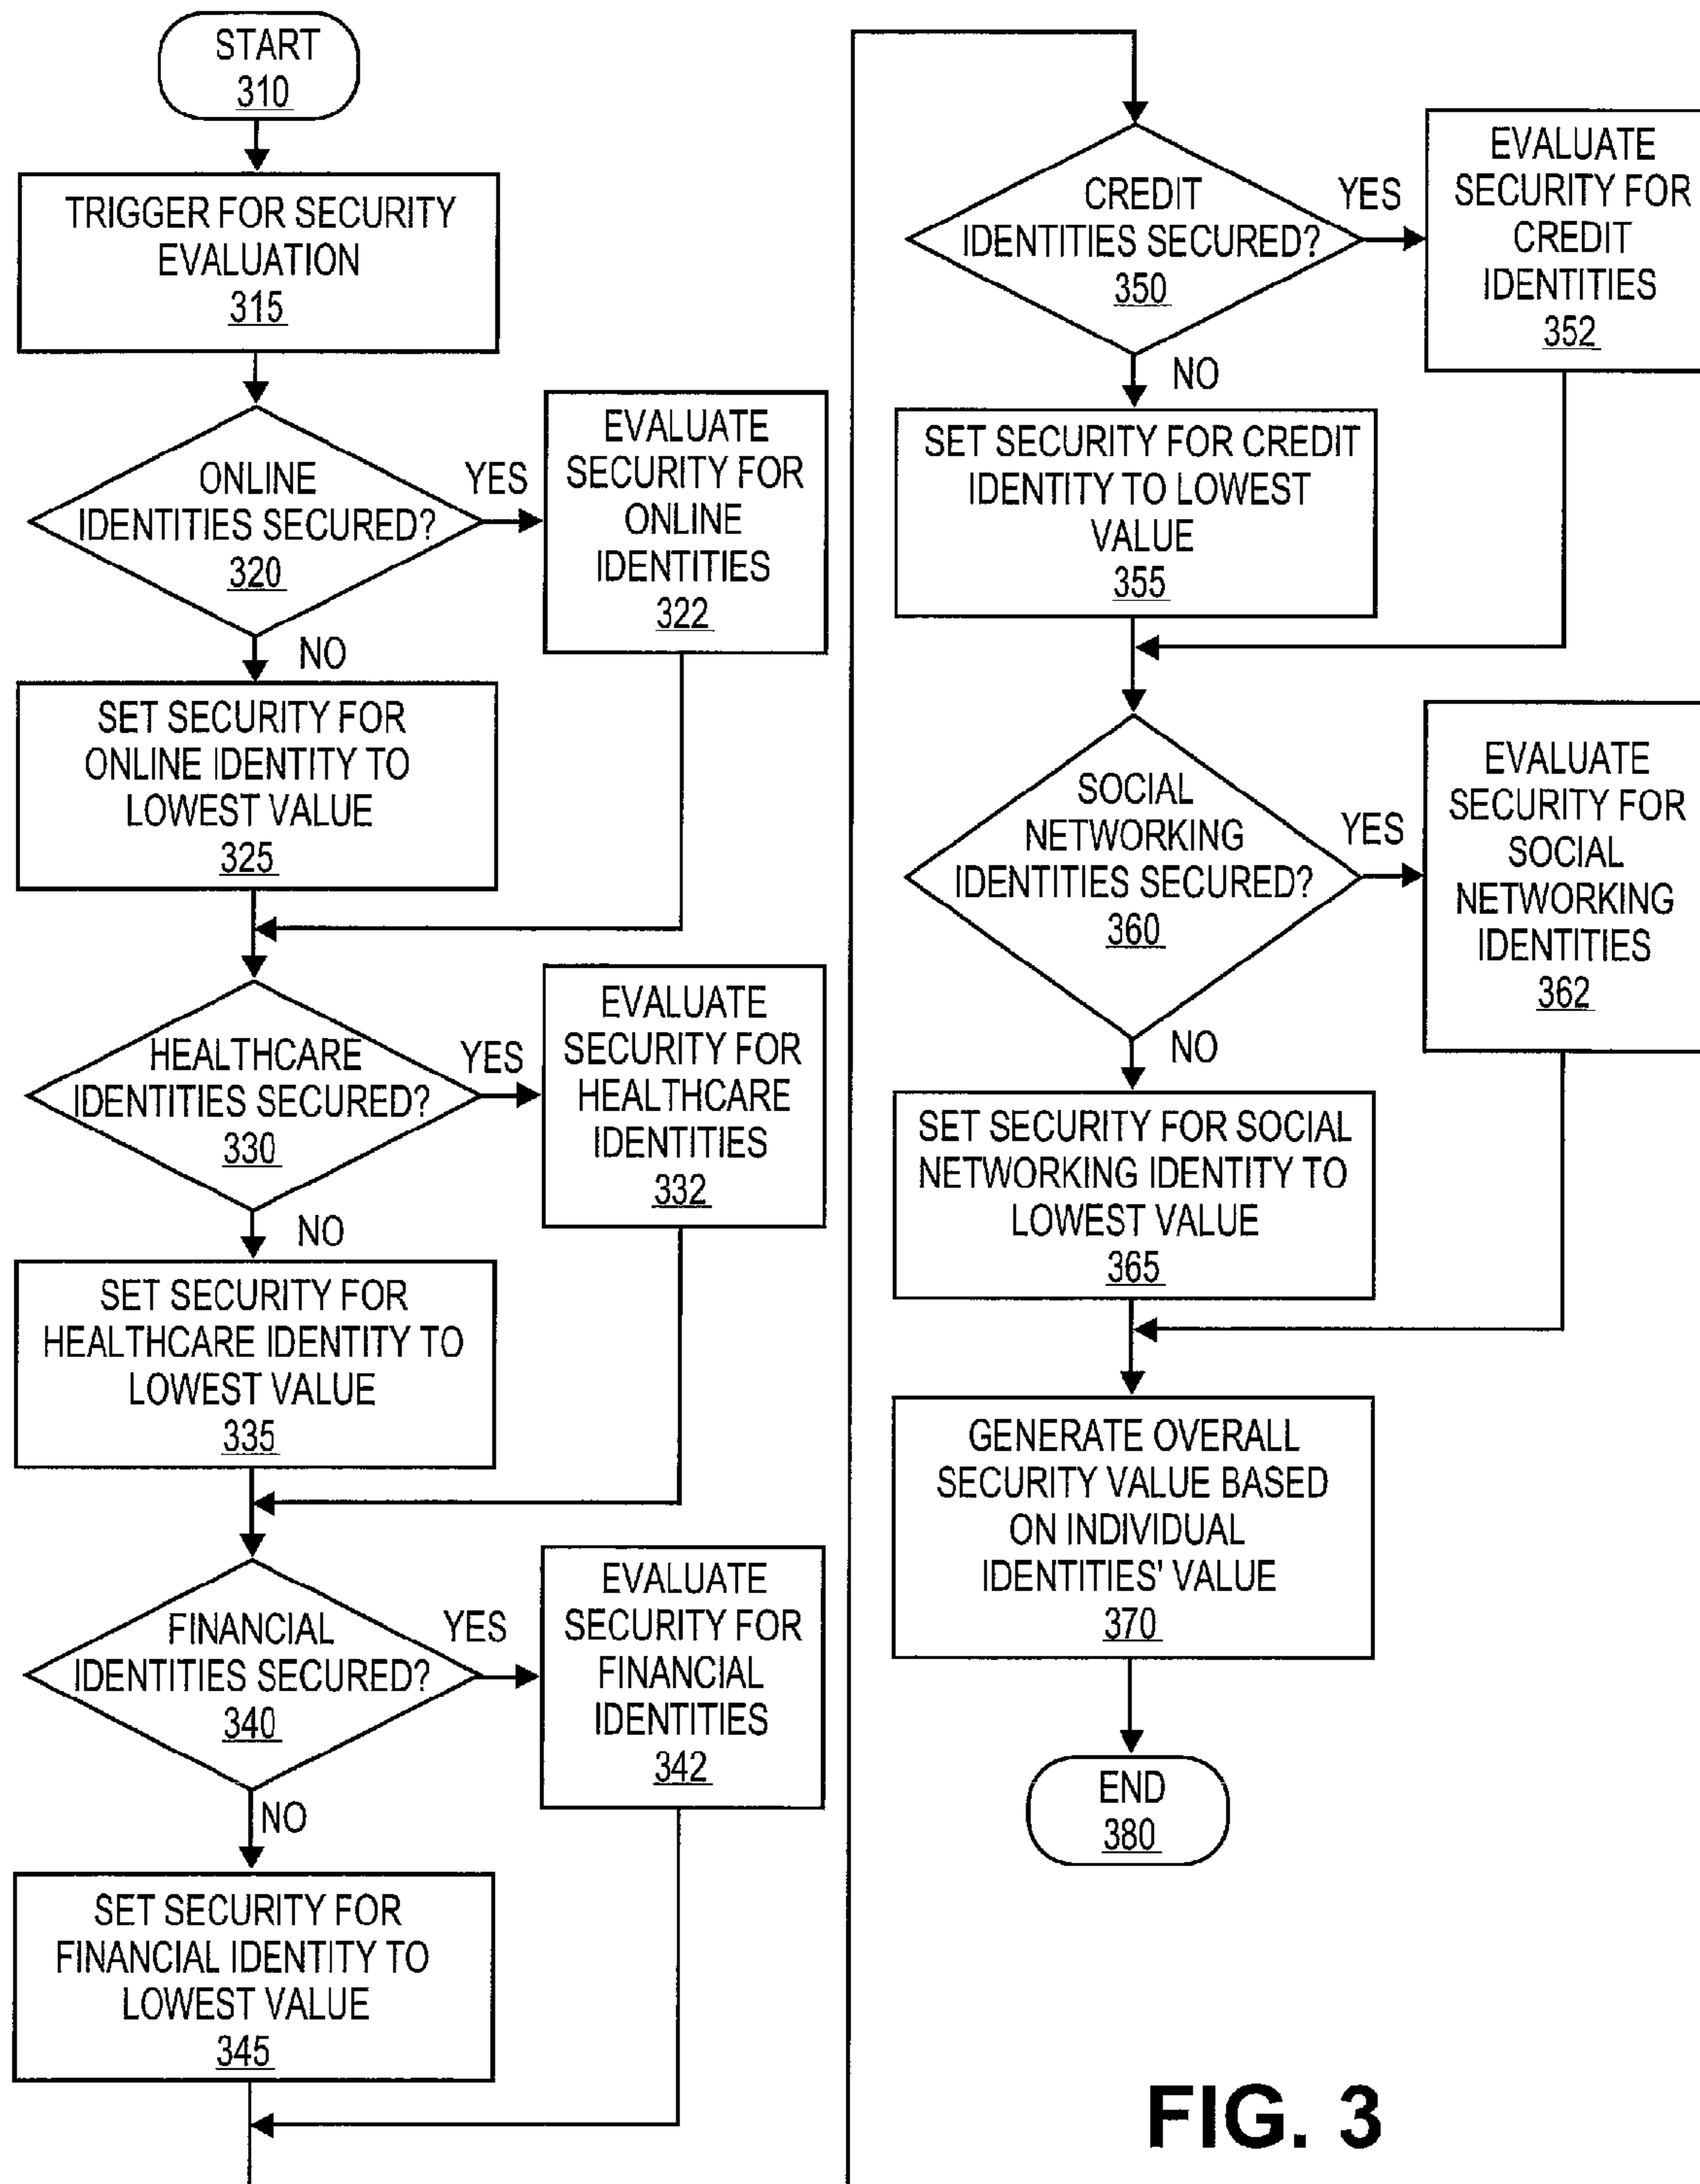 START
310
TRIGGER FOR SECURITY
EVALUATION
315
ONLINE
IDENTITIES SECURED?
320
YES
EVALUATE
SECURITY FOR
ONLINE
IDENTITIES
322
NO
SET SECURITY FOR
ONLINE IDENTITY TO
LOWEST VALUE
325
HEALTHCARE
IDENTITIES SECURED?
330
YES
EVALUATE
SECURITY FOR
HEALTHCARE
IDENTITIES
332
NO
SET SECURITY FOR
HEALTHCARE IDENTITY TO
LOWEST VALUE
335
FINANCIAL
IDENTITIES SECURED?
340
YES
EVALUATE
SECURITY FOR
FINANCIAL
IDENTITIES
342
NO
SET SECURITY FOR
FINANCIAL IDENTITY TO
LOWEST VALUE
345
CREDIT
IDENTITIES SECURED?
350
YES
EVALUATE
SECURITY FOR
CREDIT
IDENTITIES
352
NO
SET SECURITY FOR CREDIT
IDENTITY TO LOWEST
VALUE
355
SOCIAL
NETWORKING
IDENTITIES SECURED?
360
YES
EVALUATE
SECURITY FOR
SOCIAL
NETWORKING
IDENTITIES
362
NO
SET SECURITY FOR SOCIAL
NETWORKING IDENTITY TO
LOWEST VALUE
365
GENERATE OVERALL
SECURITY VALUE BASED
ON INDIVIDUAL
IDENTITIES' VALUE
370
END
380
FIG. 3